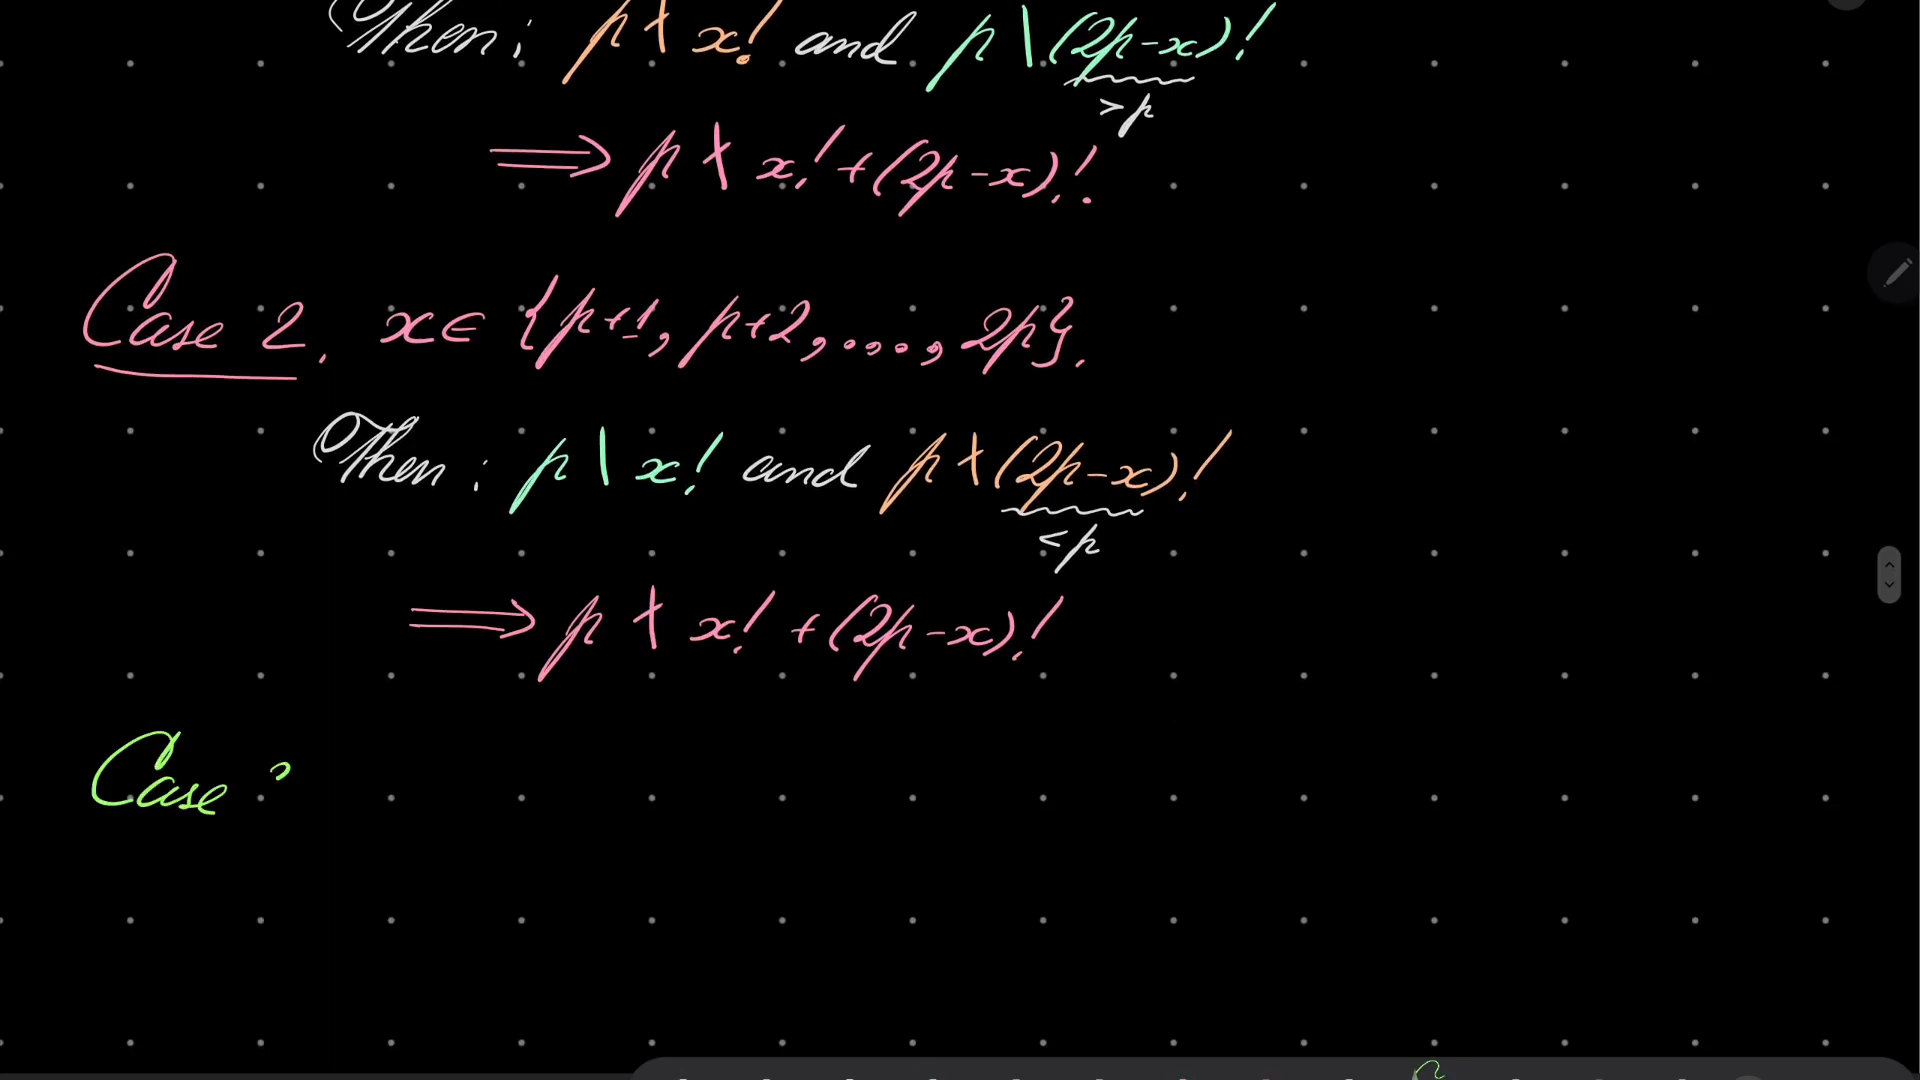 Then: p ∤ x! and p | (2p-x)!
>p
⟹ p ∤ x! + (2p-x)!.
Case 2. x ∈ {p+1, p+2, ..., 2p}.
Then: p | x! and p ∤ (2p-x)!
<p
⟹ p ∤ x! + (2p-x)!
Case